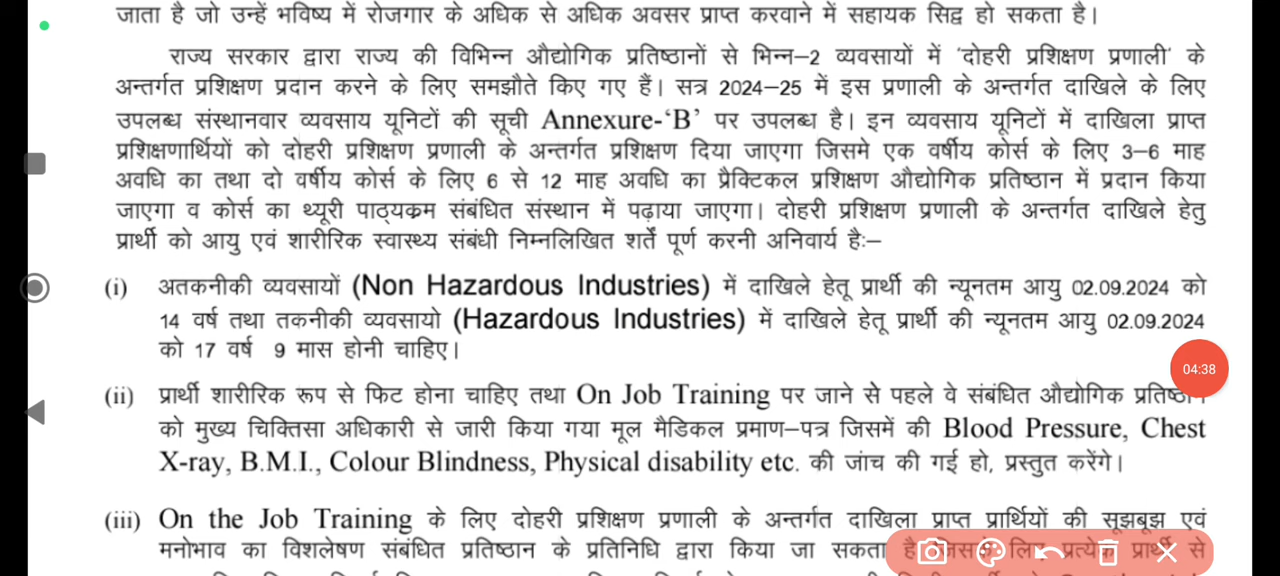 जाता है जो उन्हें भविष्य में रोजगार के अधिक से अधिक अवसर प्राप्त करवाने में सहायक सिद्व हो सकता है।
राज्य सरकार द्वारा राज्य की विभिन्न औद्योगिक प्रतिष्ठानों से भिन्न–2 व्यवसायों में 'दोहरी प्रशिक्षण प्रणाली' के
अन्तर्गत प्रशिक्षण प्रदान करने के लिए समझौते किए गए हैं। सत्र 2024–25 में इस प्रणाली के अन्तर्गत दाखिले के लिए
उपलब्ध संस्थानवार व्यवसाय यूनिटों की सूची Annexure-'B' पर उपलब्ध है। इन व्यवसाय यूनिटों में दाखिला प्राप्त
प्रशिक्षणार्थियों को दोहरी प्रशिक्षण प्रणाली के अन्तर्गत प्रशिक्षण दिया जाएगा जिसमे एक वर्षीय कोर्स के लिए 3–6 माह
अवधि का तथा दो वर्षीय कोर्स के लिए 6 से 12 माह अवधि का प्रैक्टिकल प्रशिक्षण औद्योगिक प्रतिष्ठान में प्रदान किया
जाएगा व कोर्स का थ्यूरी पाठ्यक्रम संबंधित संस्थान में पढ़ाया जाएगा। दोहरी प्रशिक्षण प्रणाली के अन्तर्गत दाखिले हेतु
प्रार्थी को आयु एवं शारीरिक स्वास्थ्य संबंधी निम्नलिखित शर्तें पूर्ण करनी अनिवार्य है:–
(i) अतकनीकी व्यवसायों (Non Hazardous Industries) में दाखिले हेतू प्रार्थी की न्यूनतम आयु 02.09.2024 को
14 वर्ष तथा तकनीकी व्यवसायो (Hazardous Industries) में दाखिले हेतू प्रार्थी की न्यूनतम आयु 02.09.2024
को 17 वर्ष 9 मास होनी चाहिए।
04:38
(ii) प्रार्थी शारीरिक रूप से फिट होना चाहिए तथा On Job Training पर जाने से पहले वे संबंधित औद्योगिक
को मुख्य चिक्तिसा अधिकारी से जारी किया गया मूल मैडिकल प्रमाण–पत्र जिसमें की Blood Pressure, Chest
X-ray, B.M.I., Colour Blindness, Physical disability etc. की जांच की गई हो, प्रस्तुत करेंगे।
(iii) On the Job Training के लिए दोहरी प्रशिक्षण प्रणाली के अन्तर्गत दाखिला प्राप्त प्रार्थियों की सूझबूझ एवं
मनोभाव का विशलेषण संबंधित प्रतिष्ठान के प्रतिनिधि द्वारा किया जा सकता है जिसके लिए प्रत्येक प्रार्थी से